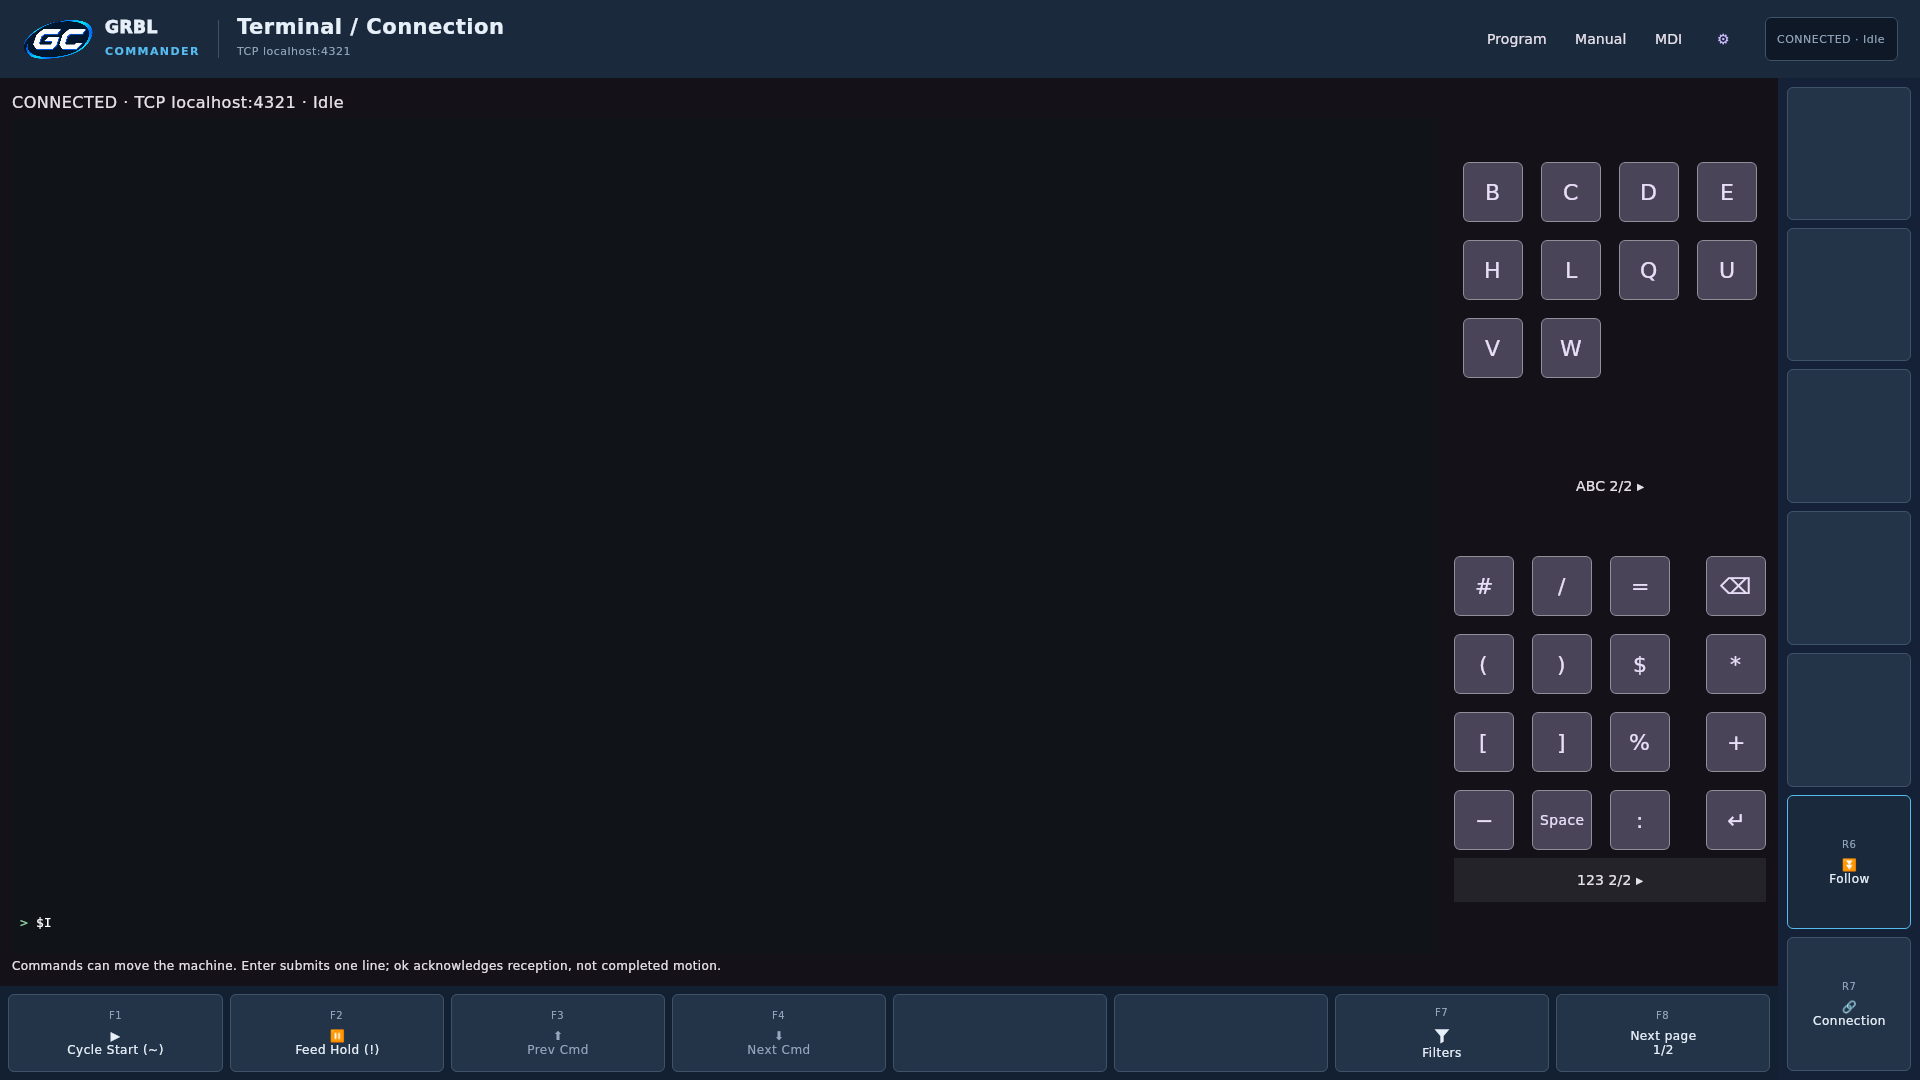 GC
GRBL
COMMANDER
Terminal / Connection
TCP localhost:4321
Program
Manual
MDI
⚙
CONNECTED · Idle
CONNECTED · TCP localhost:4321 · Idle
B C D E
H L Q U
V W
ABC 2/2 ▸
# / = ⌫
( ) $ *
[ ] % +
− Space : ↵
123 2/2 ▸
> $I
Commands can move the machine. Enter submits one line; ok acknowledges reception, not completed motion.
R6
⏬
Follow
R7
🔗
Connection
F1
▶
Cycle Start (~)
F2
⏸
Feed Hold (!)
F3
⬆
Prev Cmd
F4
⬇
Next Cmd
F7
Filters
F8
Next page
1/2